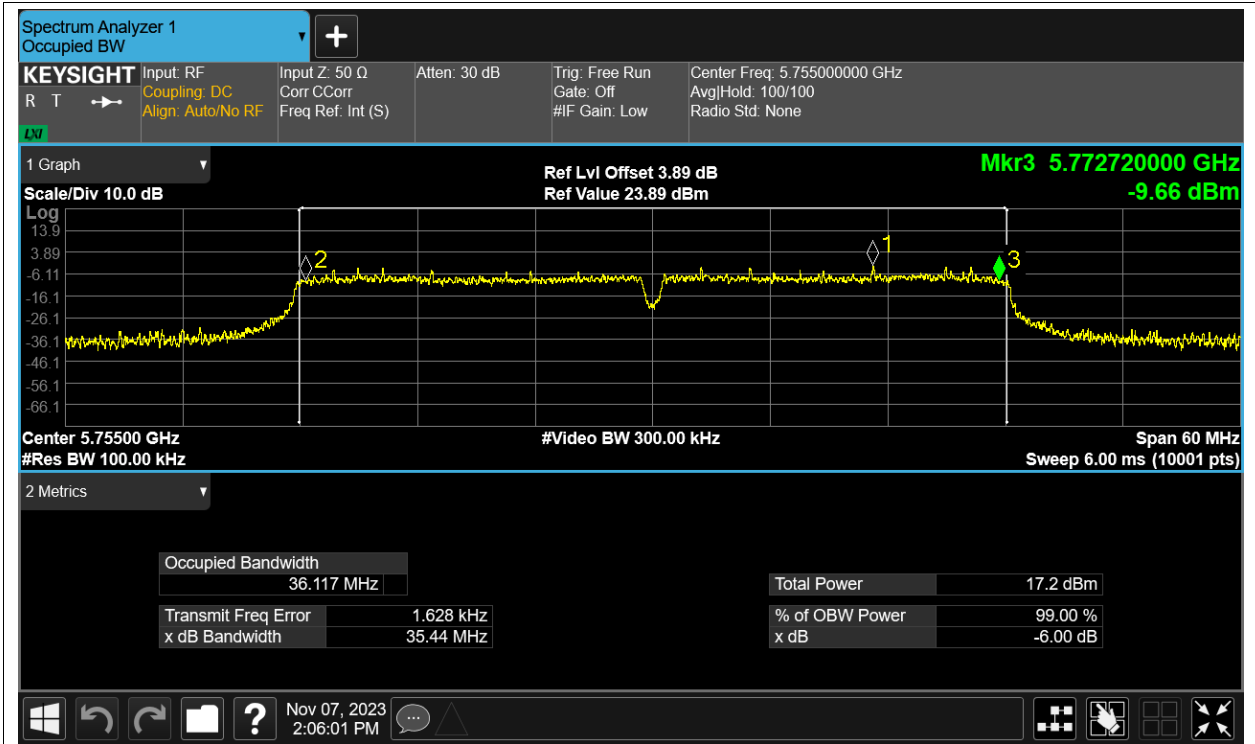 Spectrum Analyzer 1
Occupied BW
KEYSIGHT
R T
LXI
Input: RF
Coupling: DC
Align: Auto/No RF
Input Z: 50 Ω
Corr CCorr
Freq Ref: Int (S)
Atten: 30 dB
Trig: Free Run
Gate: Off
#IF Gain: Low
Center Freq: 5.755000000 GHz
Avg|Hold: 100/100
Radio Std: None
1 Graph
Scale/Div 10.0 dB
Ref Lvl Offset 3.89 dB
Ref Value 23.89 dBm
Mkr3 5.772720000 GHz
-9.66 dBm
Log
13.9
3.89
-6.11
-16.1
-26.1
-36.1
-46.1
-56.1
-66.1
2
1
3
Center 5.75500 GHz
#Res BW 100.00 kHz
#Video BW 300.00 kHz
Span 60 MHz
Sweep 6.00 ms (10001 pts)
2 Metrics
Occupied Bandwidth
36.117 MHz
Transmit Freq Error 1.628 kHz
x dB Bandwidth 35.44 MHz
Total Power 17.2 dBm
% of OBW Power 99.00 %
x dB -6.00 dB
Nov 07, 2023
2:06:01 PM